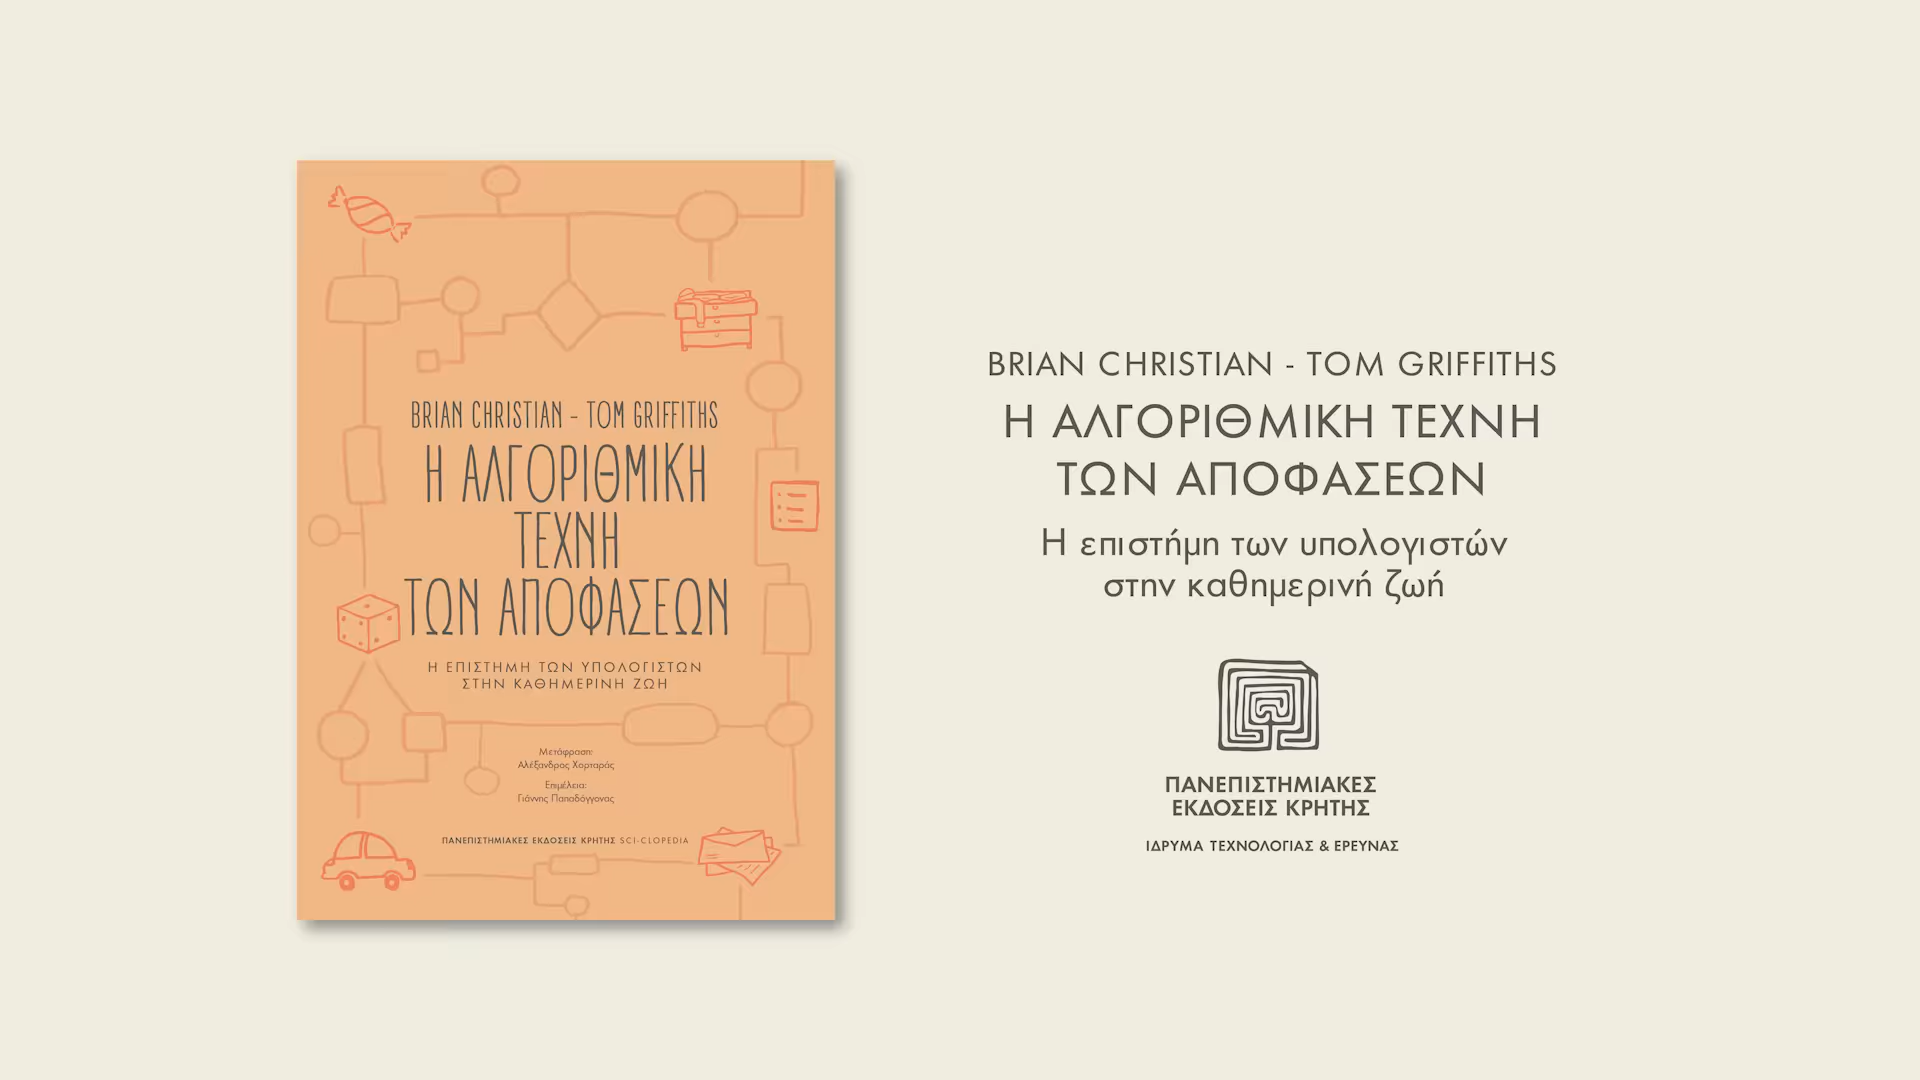 BRIAN CHRISTIAN – TOM GRIFFITHS
Η ΑΛΓΟΡΙΘΜΙΚΗ
ΤΕΧΝΗ
ΤΩΝ ΑΠΟΦΑΣΕΩΝ
Η ΕΠΙΣΤΗΜΗ ΤΩΝ ΥΠΟΛΟΓΙΣΤΩΝ
ΣΤΗΝ ΚΑΘΗΜΕΡΙΝΗ ΖΩΗ
Μετάφραση:
Αλέξανδρος Χορταράς
Επιμέλεια:
Γιάννης Παπαδόγγονας
ΠΑΝΕΠΙΣΤΗΜΙΑΚΕΣ ΕΚΔΟΣΕΙΣ ΚΡΗΤΗΣ SCI-CLOPEDIA
BRIAN CHRISTIAN - TOM GRIFFITHS
Η ΑΛΓΟΡΙΘΜΙΚΗ ΤΕΧΝΗ
ΤΩΝ ΑΠΟΦΑΣΕΩΝ
Η επιστήμη των υπολογιστών
στην καθημερινή ζωή
ΠΑΝΕΠΙΣΤΗΜΙΑΚΕΣ
ΕΚΔΟΣΕΙΣ ΚΡΗΤΗΣ
ΙΔΡΥΜΑ ΤΕΧΝΟΛΟΓΙΑΣ & ΕΡΕΥΝΑΣ